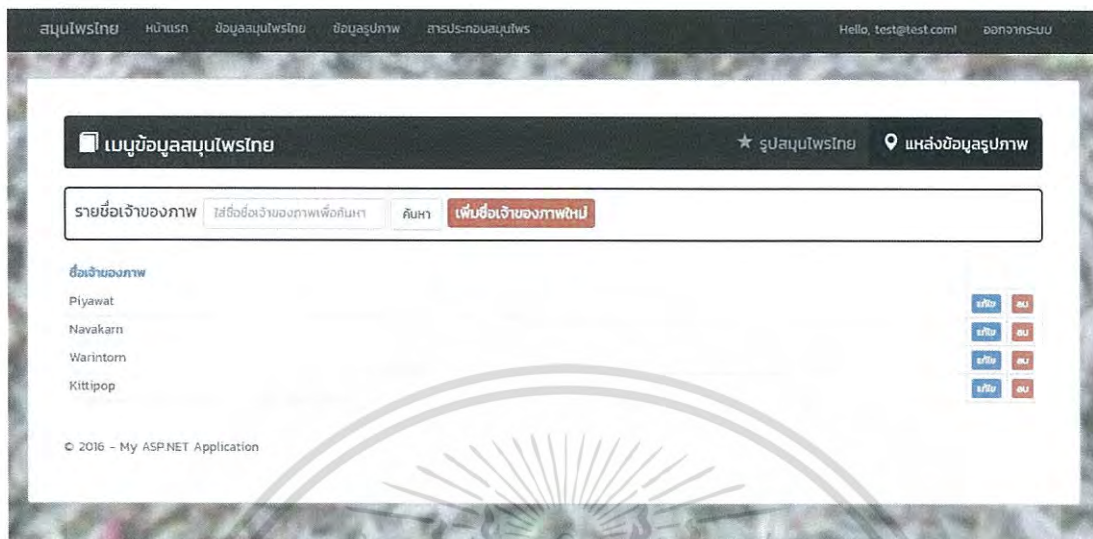 สมุนไพรไทย หน้าแรก ข้อมูลสมุนไพรไทย ข้อมูลรูปภาพ สารประกอบสมุนไพร Hello, test@test.com! ออกจากระบบ
เมนูข้อมูลสมุนไพรไทย รูปสมุนไพรไทย แหล่งข้อมูลรูปภาพ
รายชื่อเจ้าของภาพ ใส่ชื่อเจ้าของภาพเพื่อค้นหา ค้นหา เพิ่มชื่อเจ้าของภาพใหม่
ชื่อเจ้าของภาพ
Piyawat แก้ไข ลบ
Navakarn แก้ไข ลบ
Warintorn แก้ไข ลบ
Kittipop แก้ไข ลบ
© 2016 - My ASP.NET Application